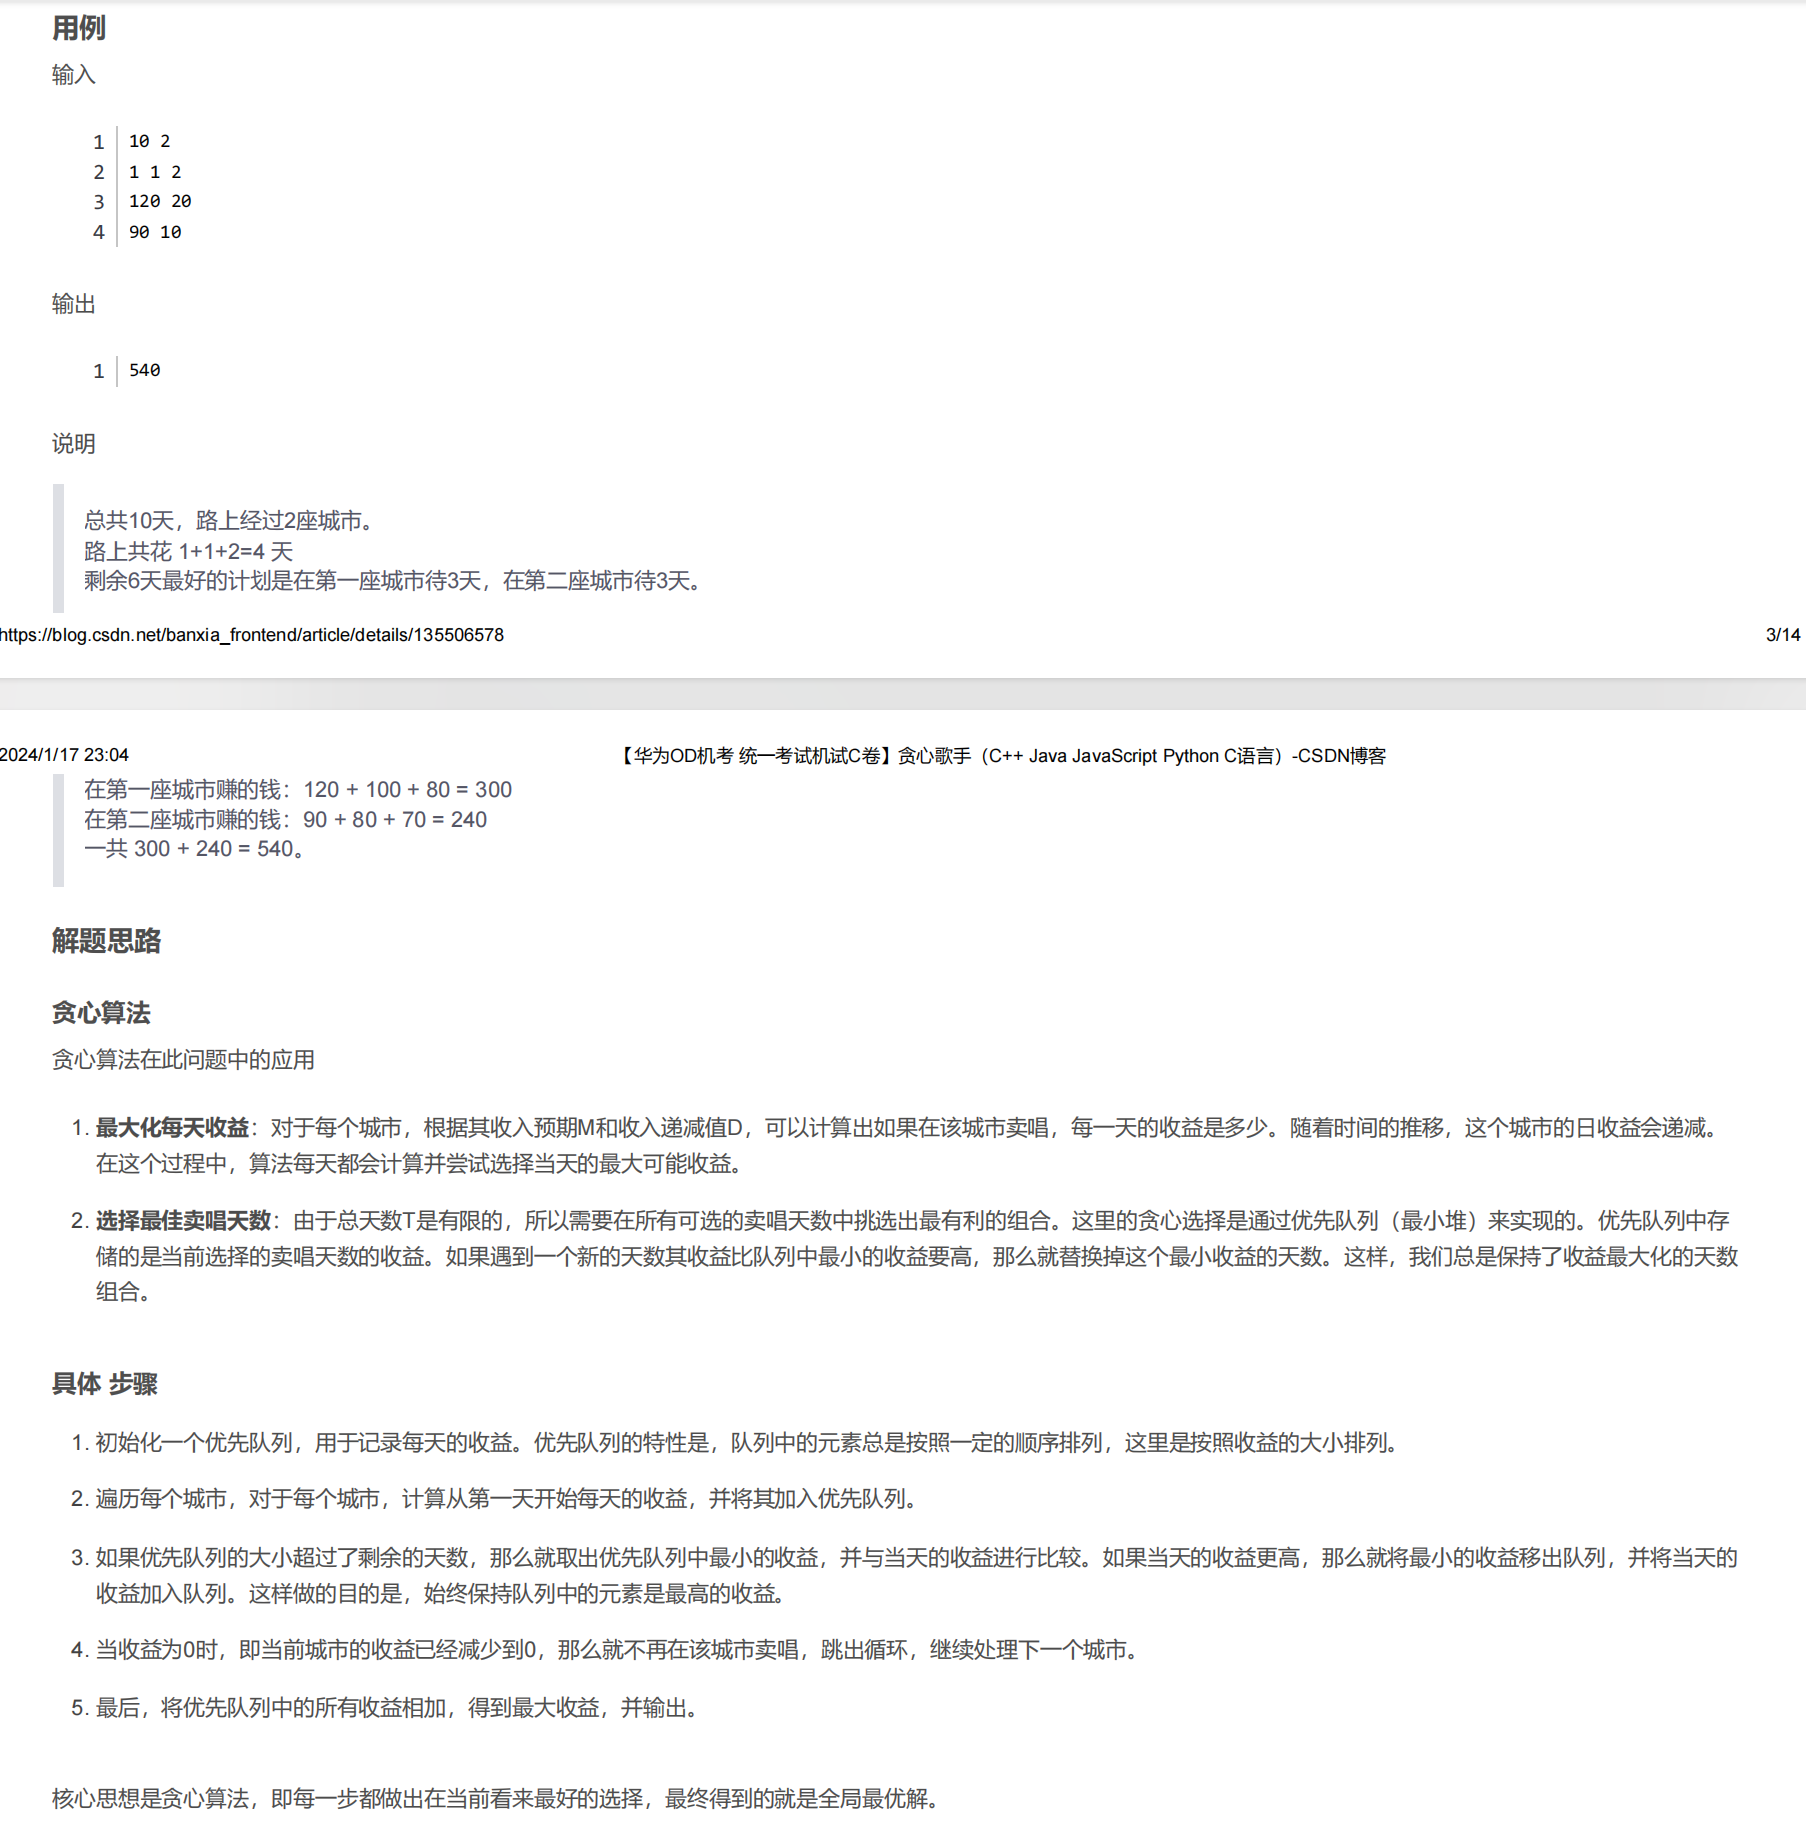 用例
输入
1 10 2
2 1 1 2
3 120 20
4 90 10
输出
1 540
说明
总共10天，路上经过2座城市。
路上共花 1+1+2=4 天
剩余6天最好的计划是在第一座城市待3天，在第二座城市待3天。
https://blog.csdn.net/banxia_frontend/article/details/135506578 3/14
2024/1/17 23:04 【华为OD机考 统一考试机试C卷】贪心歌手（C++ Java JavaScript Python C语言）-CSDN博客
在第一座城市赚的钱：120 + 100 + 80 = 300
在第二座城市赚的钱：90 + 80 + 70 = 240
一共 300 + 240 = 540。
解题思路
贪心算法
贪心算法在此问题中的应用
1. 最大化每天收益：对于每个城市，根据其收入预期M和收入递减值D，可以计算出如果在该城市卖唱，每一天的收益是多少。随着时间的推移，这个城市的日收益会递减。
在这个过程中，算法每天都会计算并尝试选择当天的最大可能收益。
2. 选择最佳卖唱天数：由于总天数T是有限的，所以需要在所有可选的卖唱天数中挑选出最有利的组合。这里的贪心选择是通过优先队列（最小堆）来实现的。优先队列中存
储的是当前选择的卖唱天数的收益。如果遇到一个新的天数其收益比队列中最小的收益要高，那么就替换掉这个最小收益的天数。这样，我们总是保持了收益最大化的天数
组合。
具体 步骤
1. 初始化一个优先队列，用于记录每天的收益。优先队列的特性是，队列中的元素总是按照一定的顺序排列，这里是按照收益的大小排列。
2. 遍历每个城市，对于每个城市，计算从第一天开始每天的收益，并将其加入优先队列。
3. 如果优先队列的大小超过了剩余的天数，那么就取出优先队列中最小的收益，并与当天的收益进行比较。如果当天的收益更高，那么就将最小的收益移出队列，并将当天的
收益加入队列。这样做的目的是，始终保持队列中的元素是最高的收益。
4. 当收益为0时，即当前城市的收益已经减少到0，那么就不再在该城市卖唱，跳出循环，继续处理下一个城市。
5. 最后，将优先队列中的所有收益相加，得到最大收益，并输出。
核心思想是贪心算法，即每一步都做出在当前看来最好的选择，最终得到的就是全局最优解。